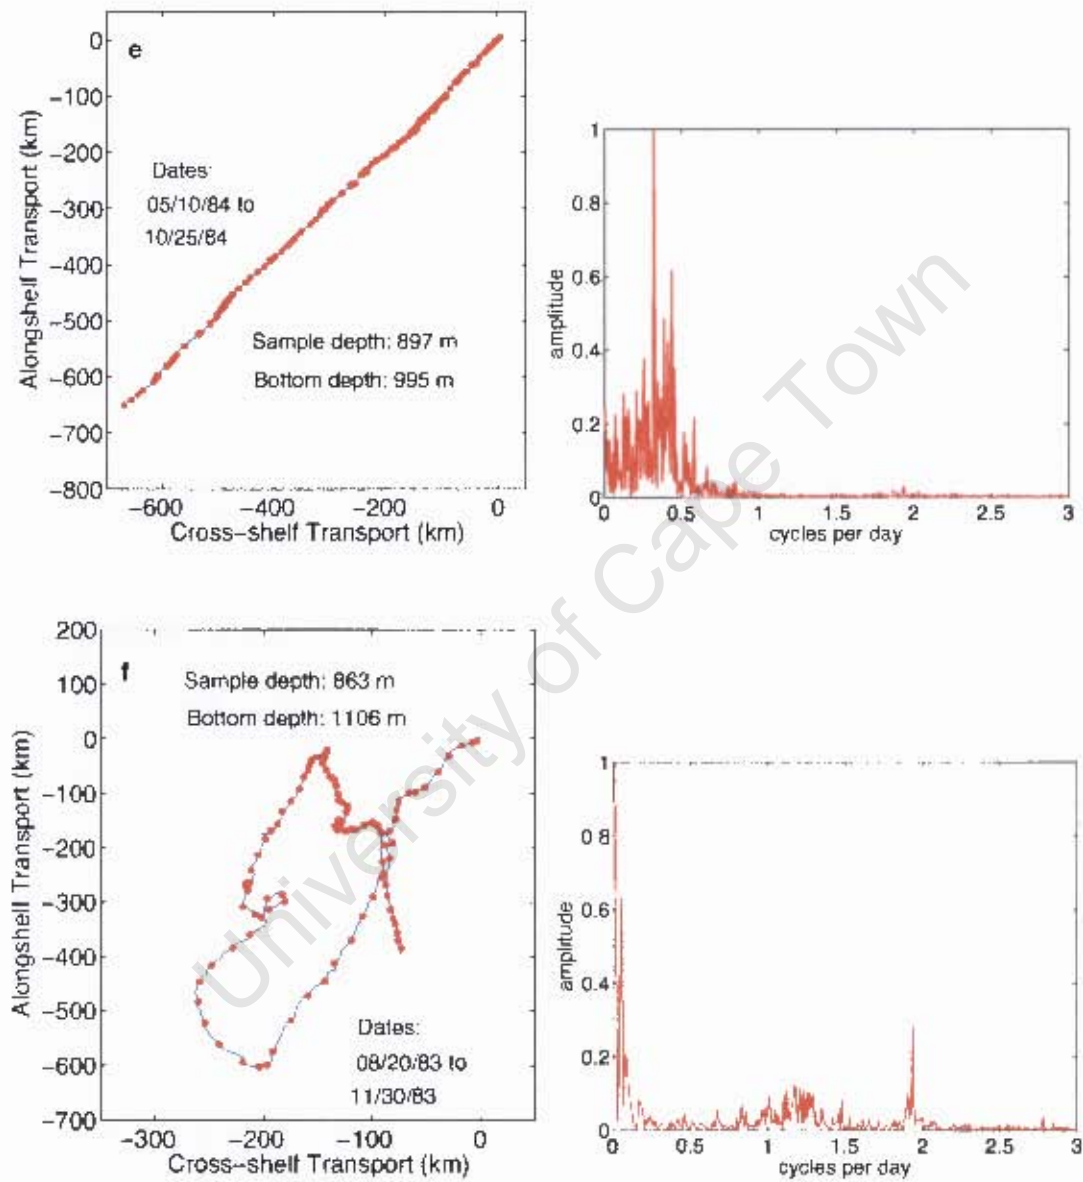 e
0
-100
-200
-300
-400
-500
-600
-700
-800
Alongshelf Transport (km)
Dates:
05/10/84 to
10/25/84
Sample depth: 897 m
Bottom depth: 995 m
-600 -400 -200 0
Cross-shelf Transport (km)
1
0.8
0.6
0.4
0.2
0
amplitude
0 0.5 1 1.5 2 2.5 3
cycles per day
f
200
100
0
-100
-200
-300
-400
-500
-600
-700
Alongshelf Transport (km)
Sample depth: 863 m
Bottom depth: 1106 m
Dates:
08/20/83 to
11/30/83
-300 -200 -100 0
Cross-shelf Transport (km)
1
0.8
0.6
0.4
0.2
0
amplitude
0 0.5 1 1.5 2 2.5 3
cycles per day
University of Cape Town